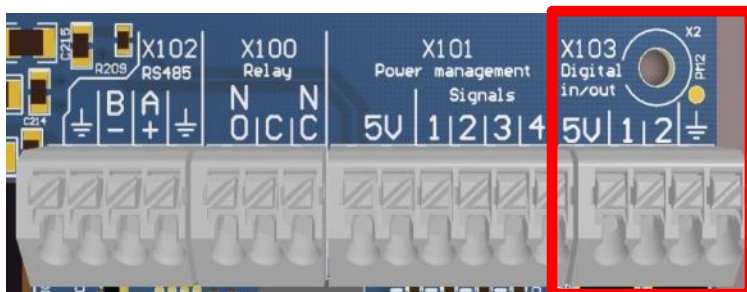 C215
R209
C214
X102
RS485
B A
- +
X100
Relay
N N
O|C|C
X101
Power management
Signals
5V|1|2|3|4
X103
Digital
in/out
5V|1|2
X2
PM2